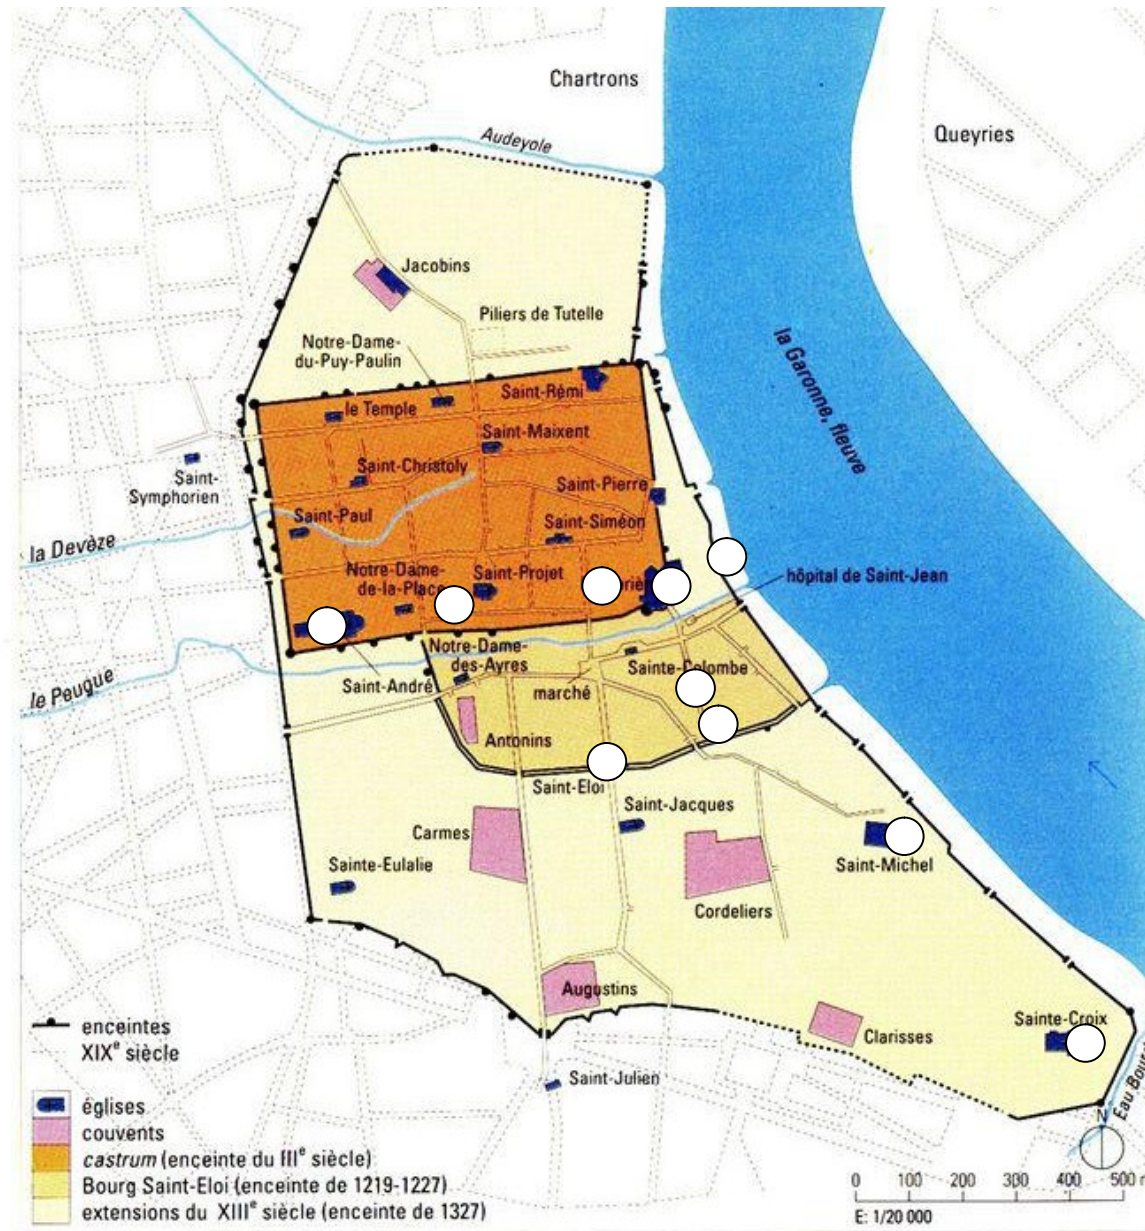 Chartrons
Audeyole
Queyries
Jacobins
Piliers de Tutelle
la Garonne, fleuve
Notre-Dame-
du-Puy-Paulin
Saint-Rémi
le Temple
Saint-Maixent
Saint-
Symphorien
Saint-Christoly
Saint-Pierre
Saint-Paul
Saint-Siméon
la Devèze
Notre-Dame-
de-la-Place
Saint-Projet
hôpital de Saint-Jean
le Peugue
Saint-André
Notre-Dame-
des-Ayres
marché
Sainte-Colombe
Antonins
Saint-Eloi
Saint-Jacques
Carmes
Sainte-Eulalie
Saint-Michel
Cordeliers
Augustins
Clarisses
Sainte-Croix
Saint-Julien
Eau
N
enceintes
XIXe siècle
églises
couvents
castrum (enceinte du IIIe siècle)
Bourg Saint-Eloi (enceinte de 1219-1227)
extensions du XIIIe siècle (enceinte de 1327)
0 100 200 300 400 500 m
E: 1/20 000